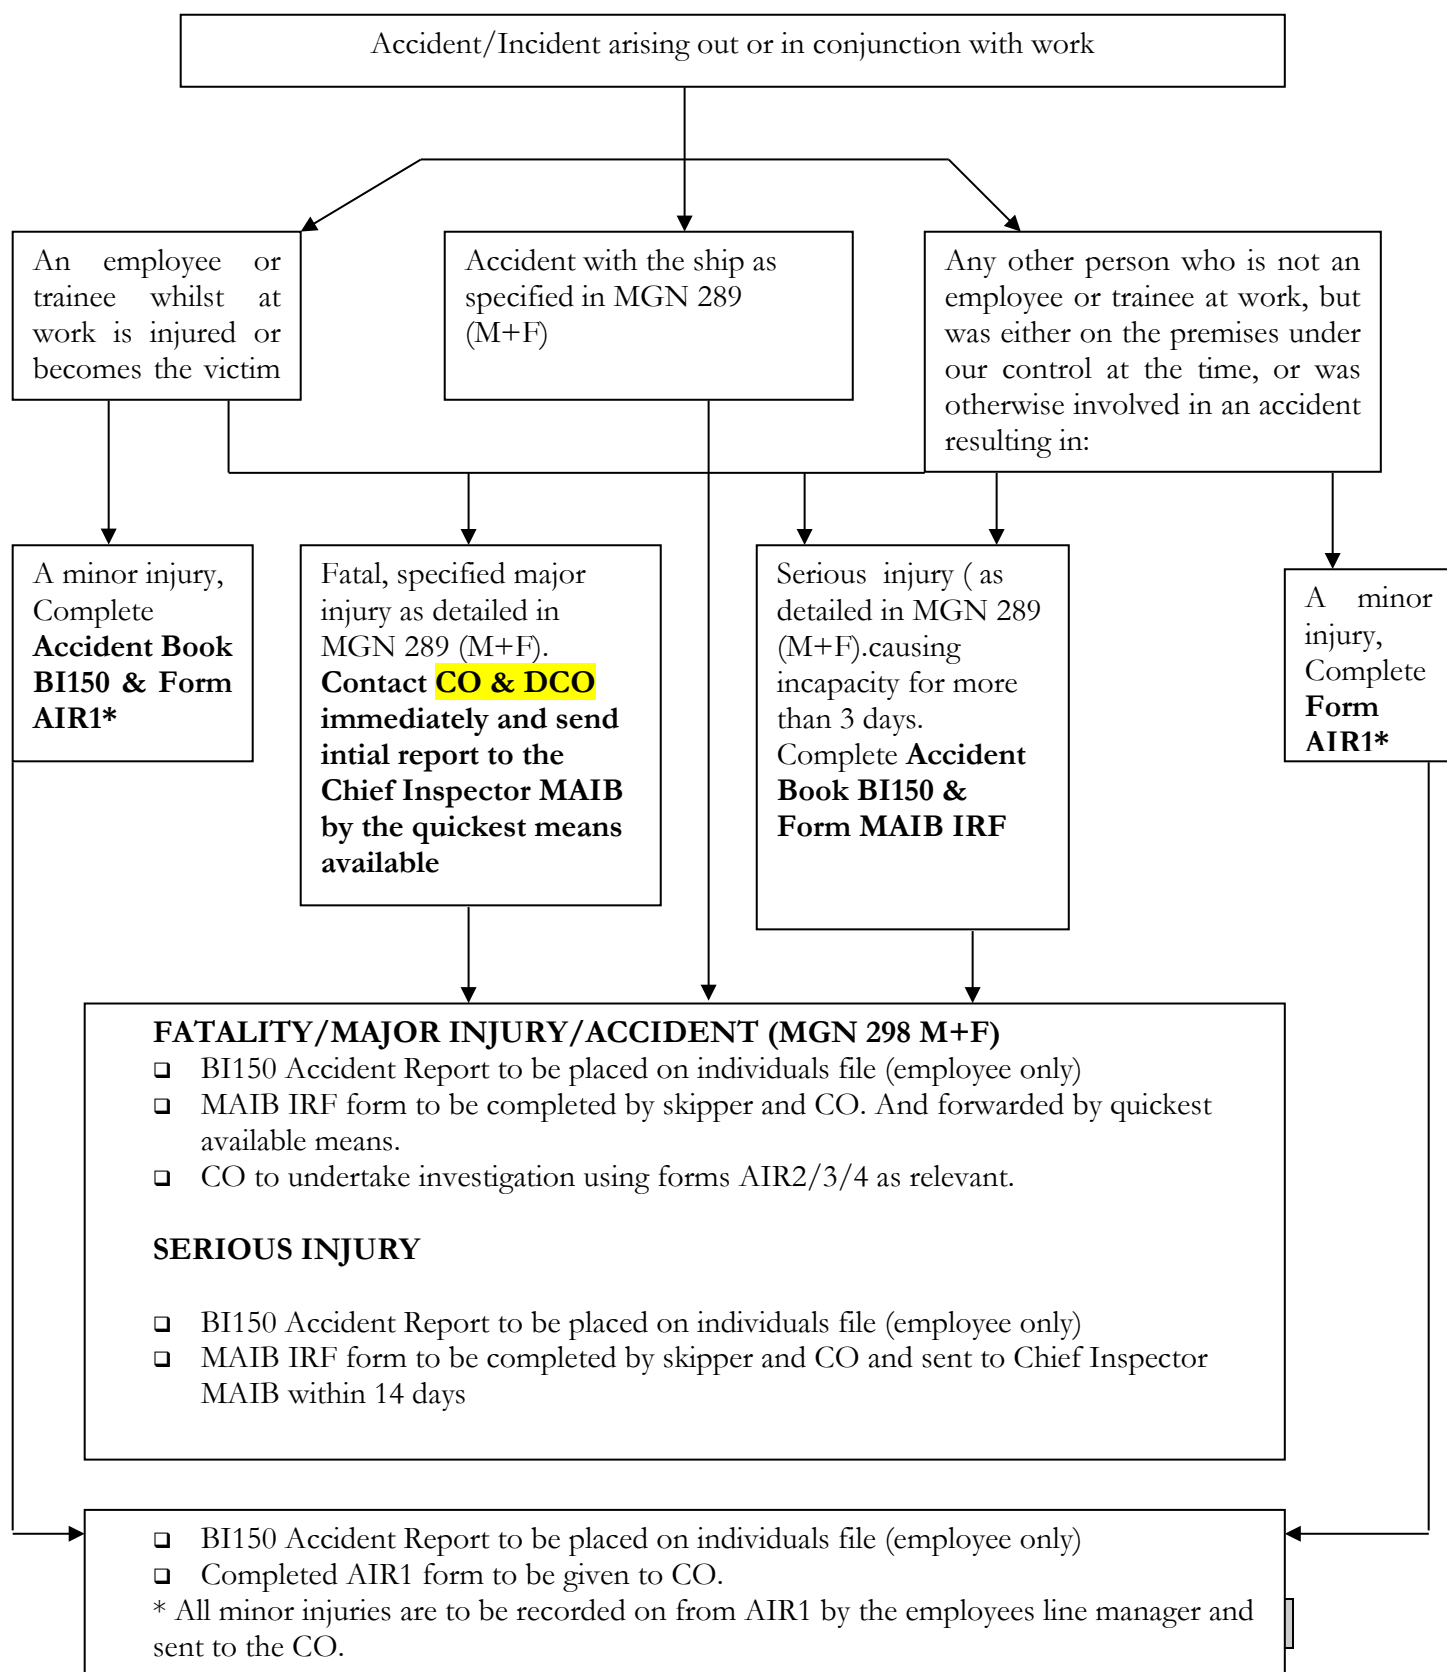 Accident/Incident arising out or in conjunction with work
An employee or
trainee whilst at
work is injured or
becomes the victim
Accident with the ship as
specified in MGN 289
(M+F)
Any other person who is not an
employee or trainee at work, but
was either on the premises under
our control at the time, or was
otherwise involved in an accident
resulting in:
A minor injury,
Complete
Accident Book
BI150 & Form
AIR1*
Fatal, specified major
injury as detailed in
MGN 289 (M+F).
Contact CO & DCO
immediately and send
intial report to the
Chief Inspector MAIB
by the quickest means
available
Serious injury ( as
detailed in MGN 289
(M+F).causing
incapacity for more
than 3 days.
Complete Accident
Book BI150 &
Form MAIB IRF
A minor
injury,
Complete
Form
AIR1*
FATALITY/MAJOR INJURY/ACCIDENT (MGN 298 M+F)
❑ BI150 Accident Report to be placed on individuals file (employee only)
❑ MAIB IRF form to be completed by skipper and CO. And forwarded by quickest
available means.
❑ CO to undertake investigation using forms AIR2/3/4 as relevant.
SERIOUS INJURY
❑ BI150 Accident Report to be placed on individuals file (employee only)
❑ MAIB IRF form to be completed by skipper and CO and sent to Chief Inspector
MAIB within 14 days
❑ BI150 Accident Report to be placed on individuals file (employee only)
❑ Completed AIR1 form to be given to CO.
* All minor injuries are to be recorded on from AIR1 by the employees line manager and
sent to the CO.